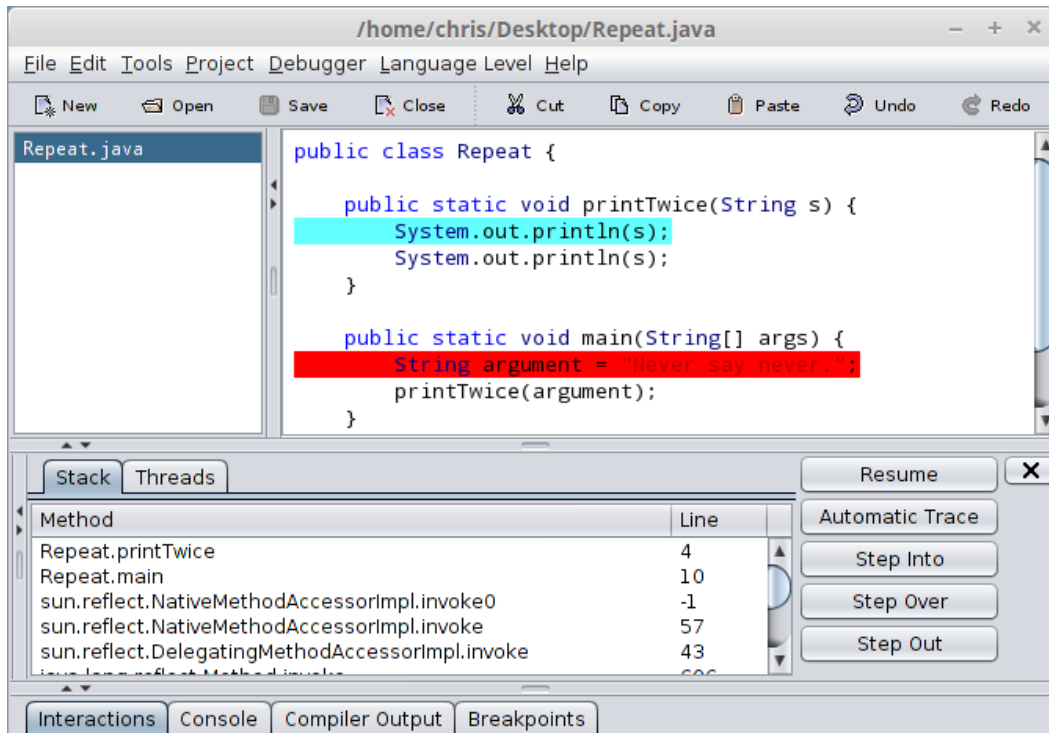 /home/chris/Desktop/Repeat.java
File Edit Tools Project Debugger Language Level Help
New Open Save Close Cut Copy Paste Undo Redo
Repeat.java
public class Repeat {
public static void printTwice(String s) {
System.out.println(s);
System.out.println(s);
}
public static void main(String[] args) {
String argument = "Never say never.";
printTwice(argument);
}
Stack Threads
Method Line
Repeat.printTwice 4
Repeat.main 10
sun.reflect.NativeMethodAccessorImpl.invoke0 -1
sun.reflect.NativeMethodAccessorImpl.invoke 57
sun.reflect.DelegatingMethodAccessorImpl.invoke 43
Resume
Automatic Trace
Step Into
Step Over
Step Out
Interactions Console Compiler Output Breakpoints